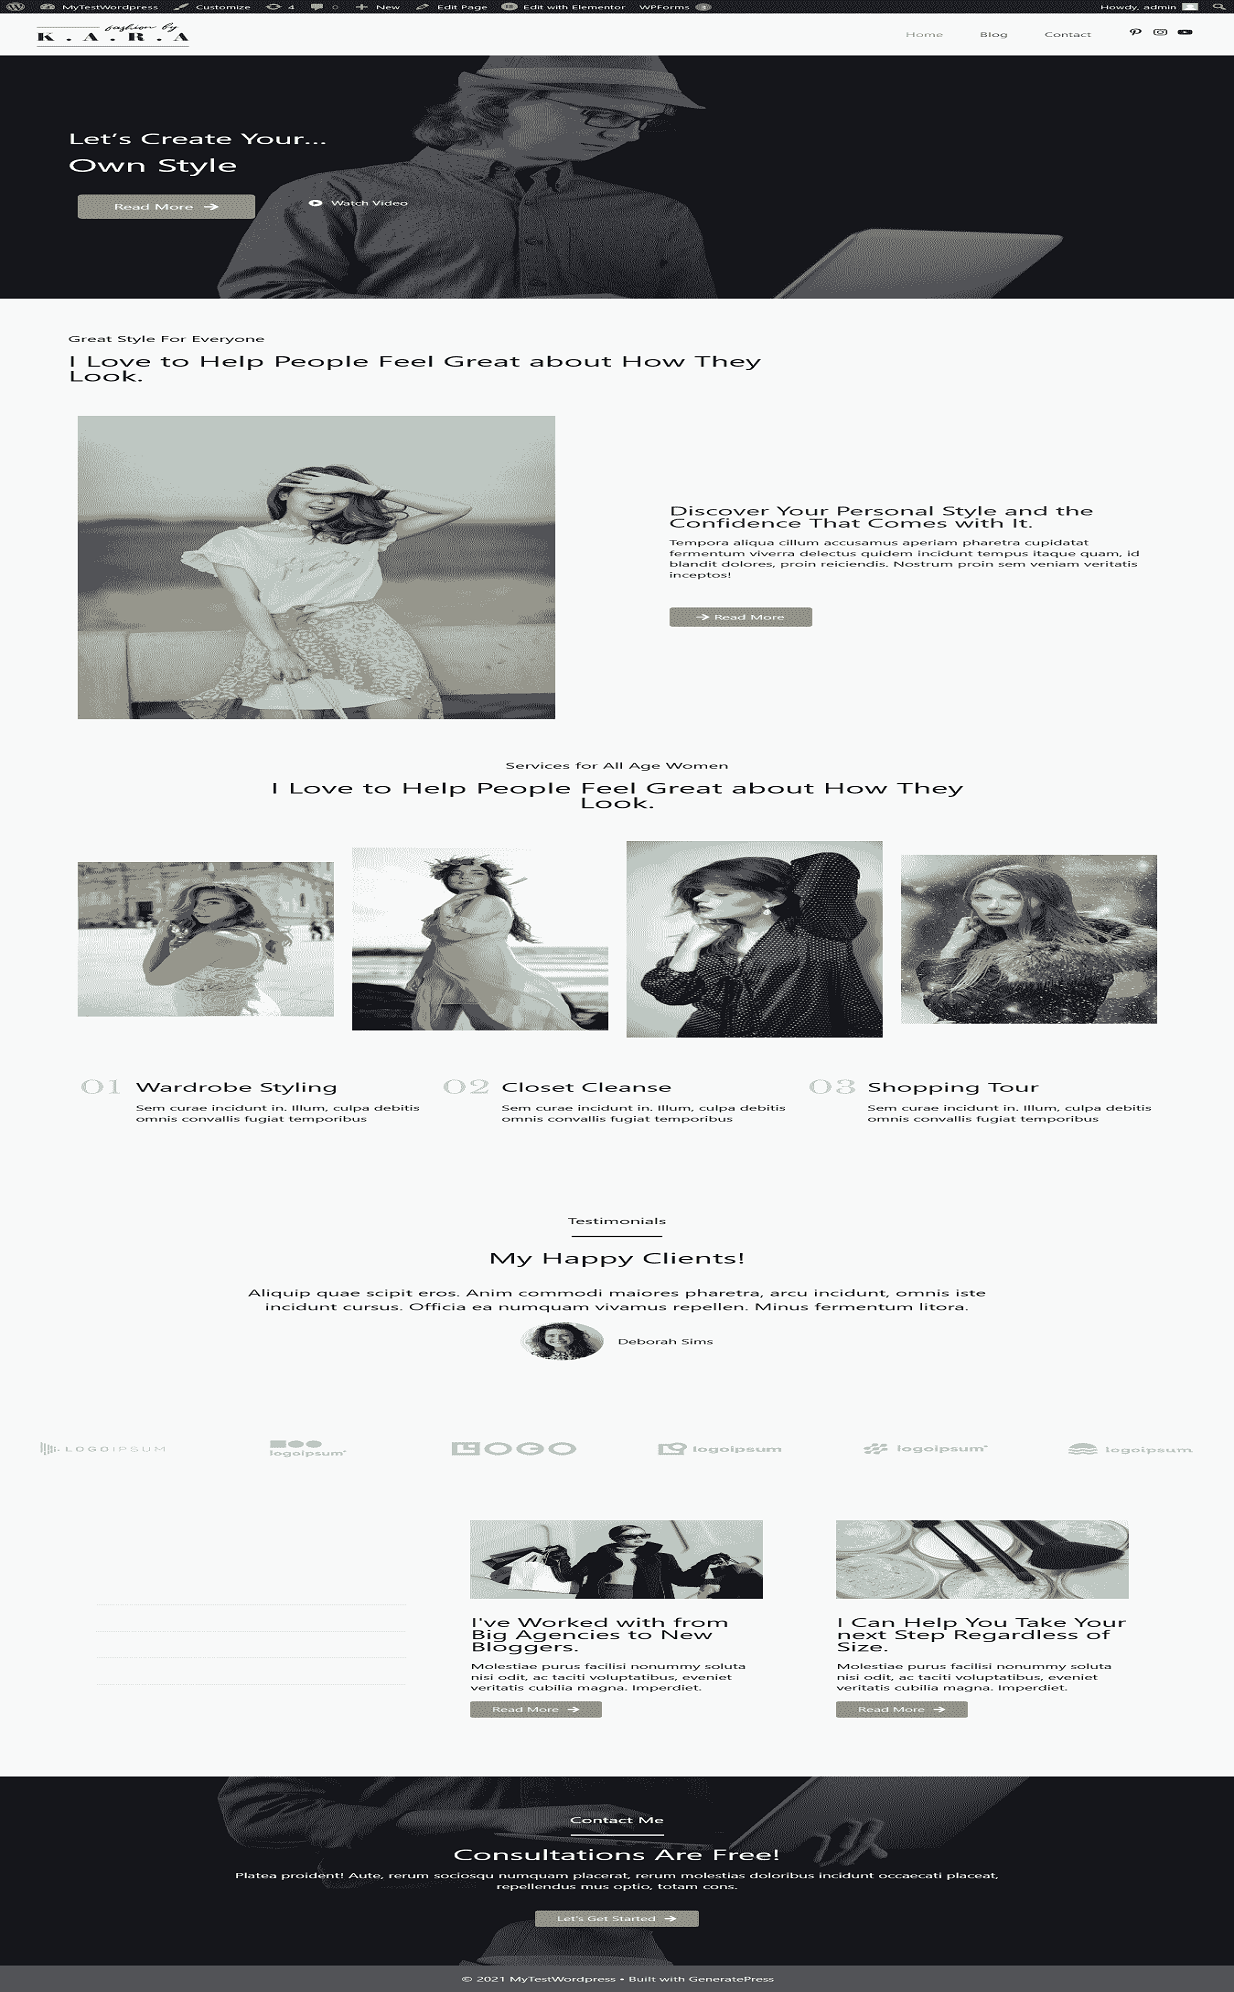 MyTestWordpress Customize 4 0 New Edit Page Edit with Elementor WPForms 3 Howdy, admin
fashion by
K.A.R.A
Home Blog Contact
Let's Create Your...
Own Style
Read More
Watch Video
Great Style For Everyone
I Love to Help People Feel Great about How They
Look.
Discover Your Personal Style and the
Confidence That Comes with It.
Tempora aliqua cillum accusamus aperiam pharetra cupidatat
fermentum viverra delectus quidem incidunt tempus itaque quam, id
blandit dolores, proin reiciendis. Nostrum proin sem veniam veritatis
inceptos!
Read More
Services for All Age Women
I Love to Help People Feel Great about How They
Look.
01 Wardrobe Styling
Sem curae incidunt in. Illum, culpa debitis
omnis convallis fugiat temporibus
02 Closet Cleanse
Sem curae incidunt in. Illum, culpa debitis
omnis convallis fugiat temporibus
03 Shopping Tour
Sem curae incidunt in. Illum, culpa debitis
omnis convallis fugiat temporibus
Testimonials
My Happy Clients!
Aliquip quae scipit eros. Anim commodi maiores pharetra, arcu incidunt, omnis iste
incidunt cursus. Officia ea numquam vivamus repellen. Minus fermentum litora.
Deborah Sims
LOGOIPSUM
logoipsum
LOGO
logoipsum
logoipsum
logoipsum
I've Worked with from
Big Agencies to New
Bloggers.
Molestiae purus facilisi nonummy soluta
nisi odit, ac taciti voluptatibus, eveniet
veritatis cubilia magna. Imperdiet.
Read More
I Can Help You Take Your
next Step Regardless of
Size.
Molestiae purus facilisi nonummy soluta
nisi odit, ac taciti voluptatibus, eveniet
veritatis cubilia magna. Imperdiet.
Read More
Contact Me
Consultations Are Free!
Platea proident! Aute, rerum sociosqu numquam placerat, rerum molestias doloribus incidunt occaecati placeat,
repellendus mus optio, totam cons.
Let's Get Started
© 2021 MyTestWordpress • Built with GeneratePress